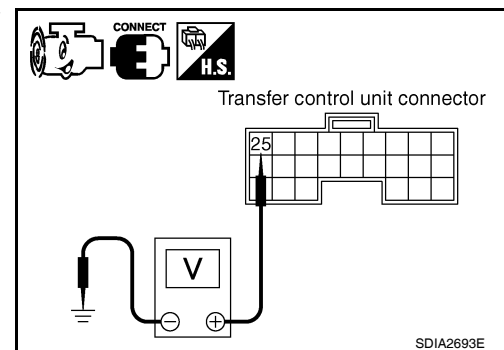 CONNECT
H.S.
Transfer control unit connector
25
V
− +
SDIA2693E